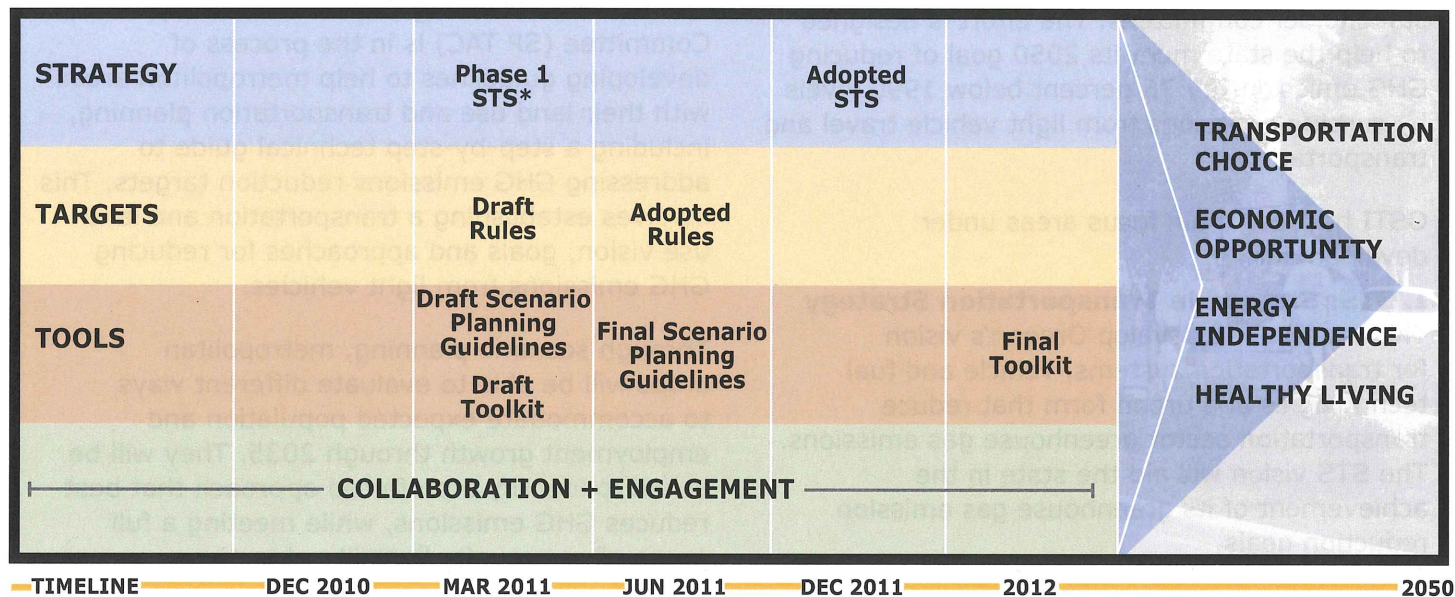 STRATEGY
Phase 1
STS*
Adopted
STS
TARGETS
Draft
Rules
Adopted
Rules
TOOLS
Draft Scenario
Planning
Guidelines
Draft
Toolkit
Final Scenario
Planning
Guidelines
Final
Toolkit
COLLABORATION + ENGAGEMENT
TRANSPORTATION
CHOICE
ECONOMIC
OPPORTUNITY
ENERGY
INDEPENDENCE
HEALTHY LIVING
TIMELINE DEC 2010 MAR 2011 JUN 2011 DEC 2011 2012 2050